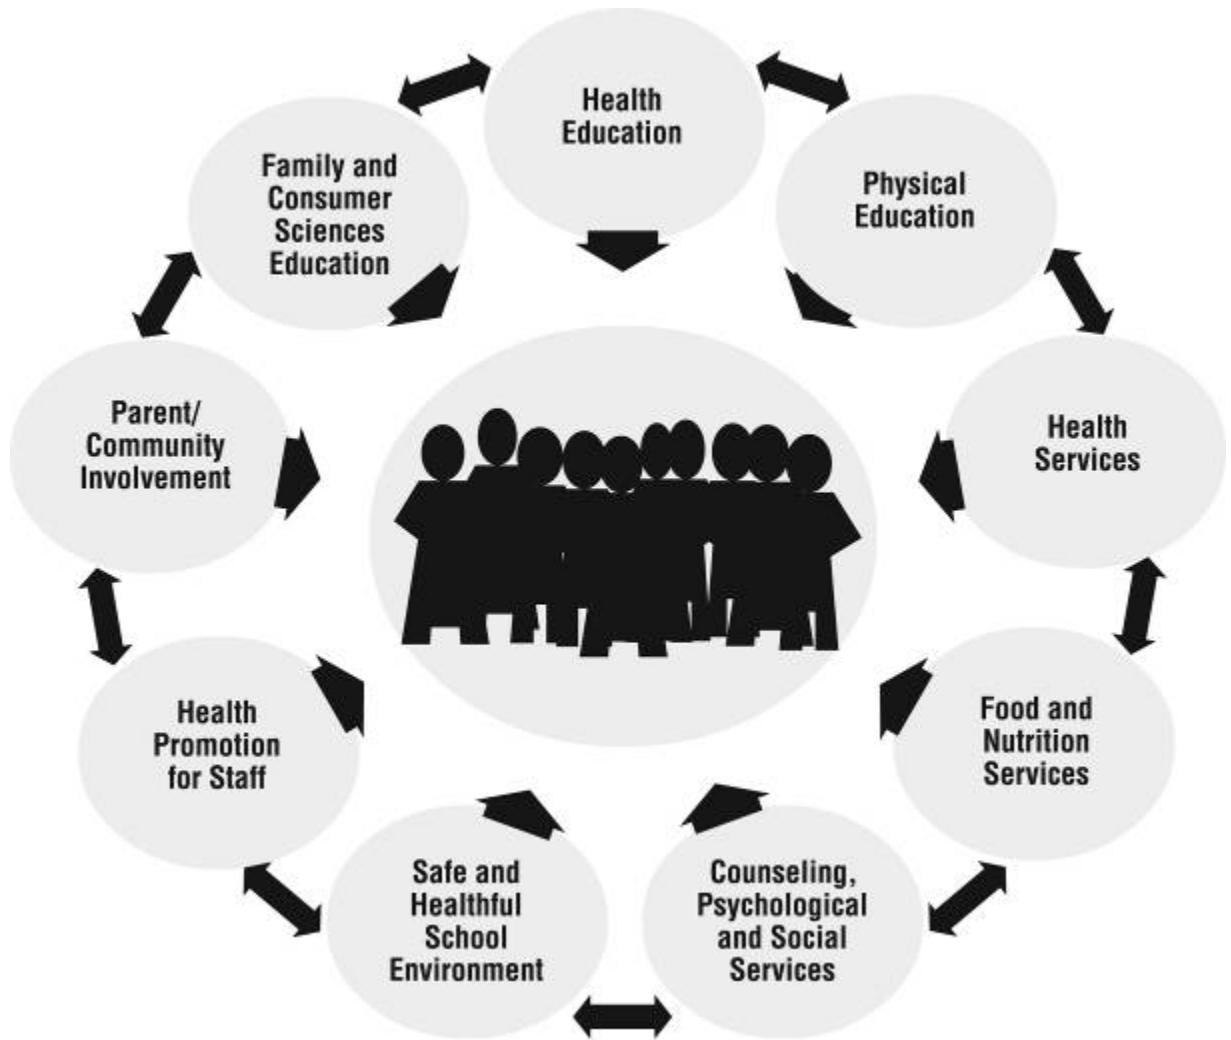 Health
Education
Physical
Education
Health
Services
Food and
Nutrition
Services
Counseling,
Psychological
and Social
Services
Safe and
Healthful
School
Environment
Health
Promotion
for Staff
Parent/
Community
Involvement
Family and
Consumer
Sciences
Education